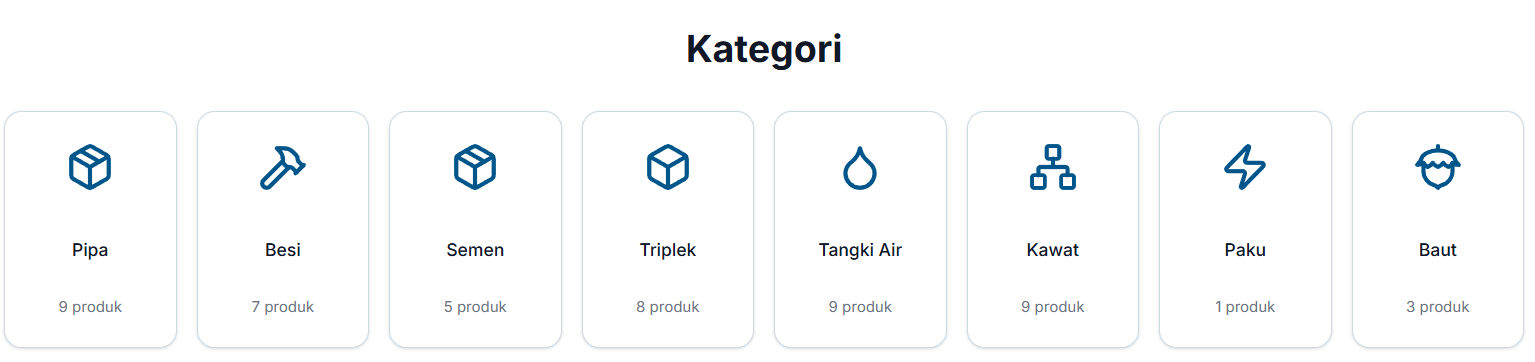 Kategori
Pipa
9 produk
Besi
7 produk
Semen
5 produk
Triplek
8 produk
Tangki Air
9 produk
Kawat
9 produk
Paku
1 produk
Baut
3 produk